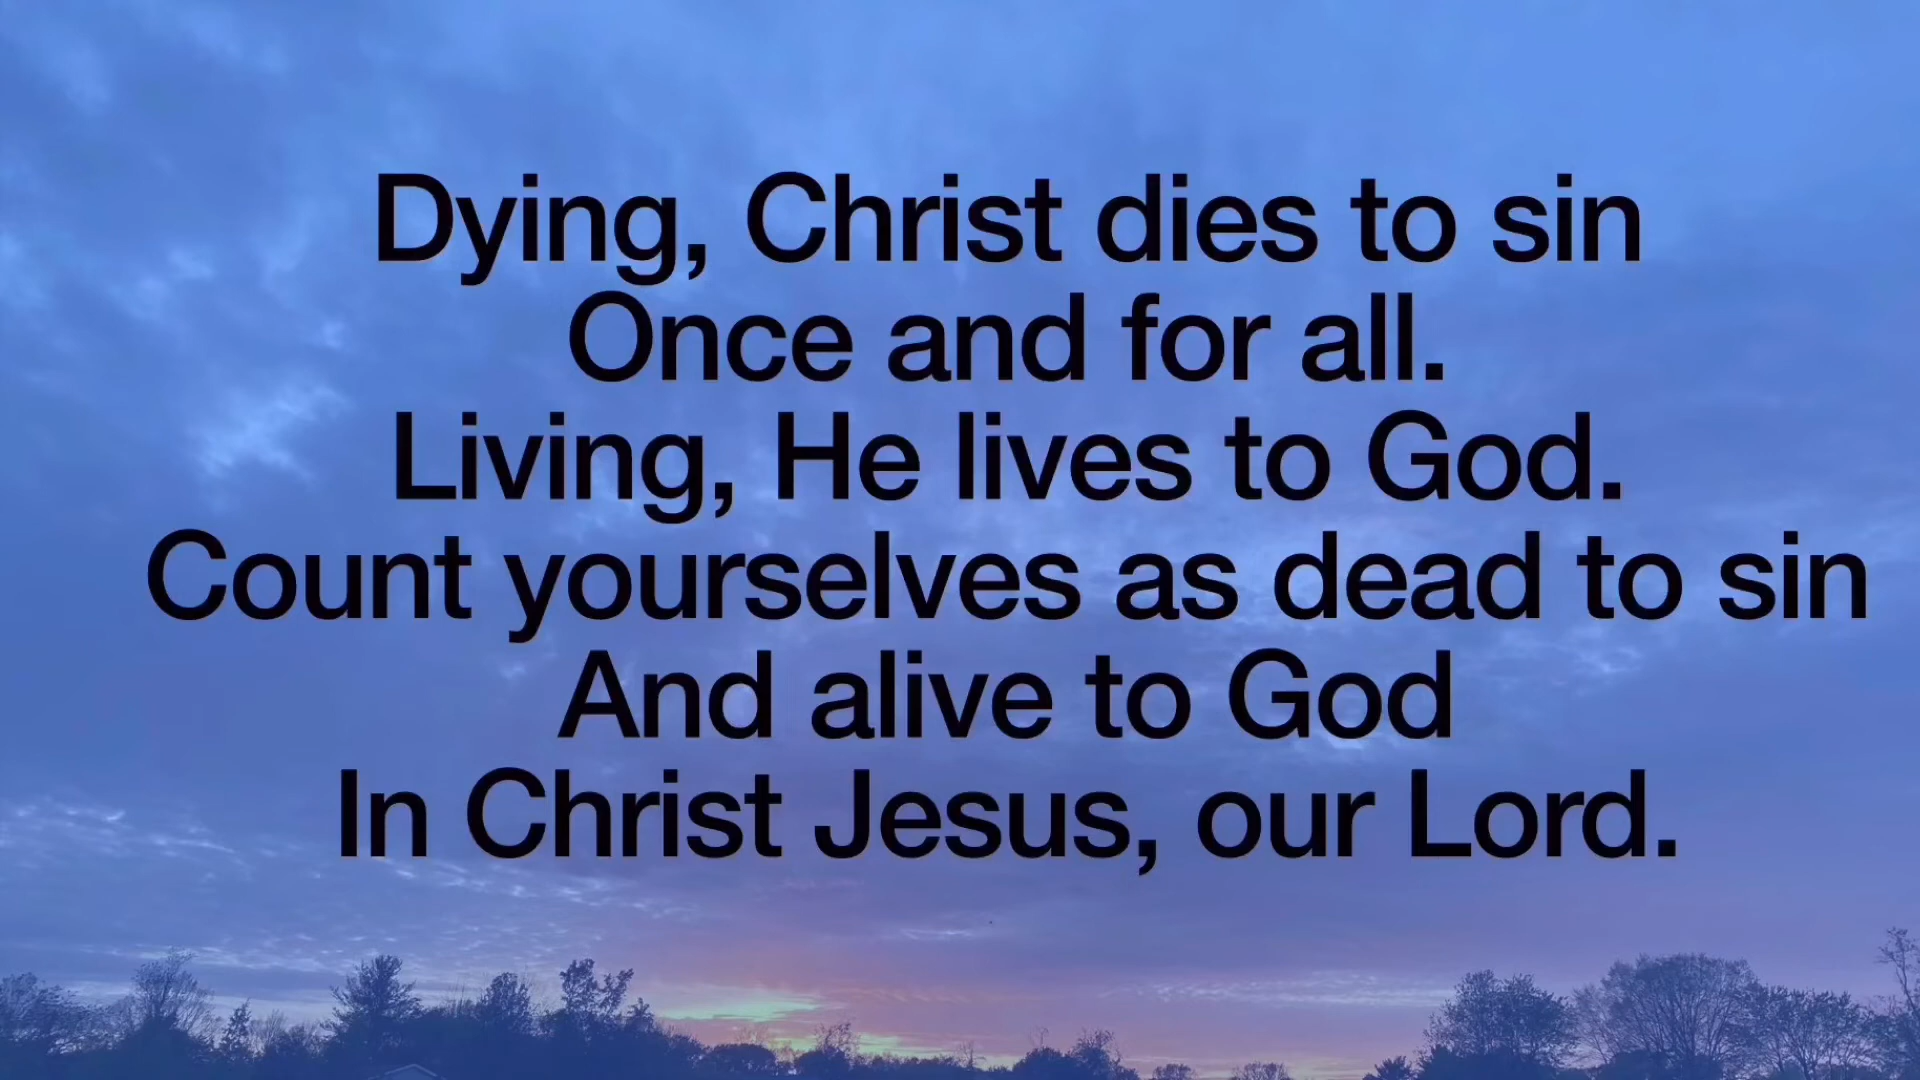 Dying, Christ dies to sin
Once and for all.
Living, He lives to God.
Count yourselves as dead to sin
And alive to God
In Christ Jesus, our Lord.